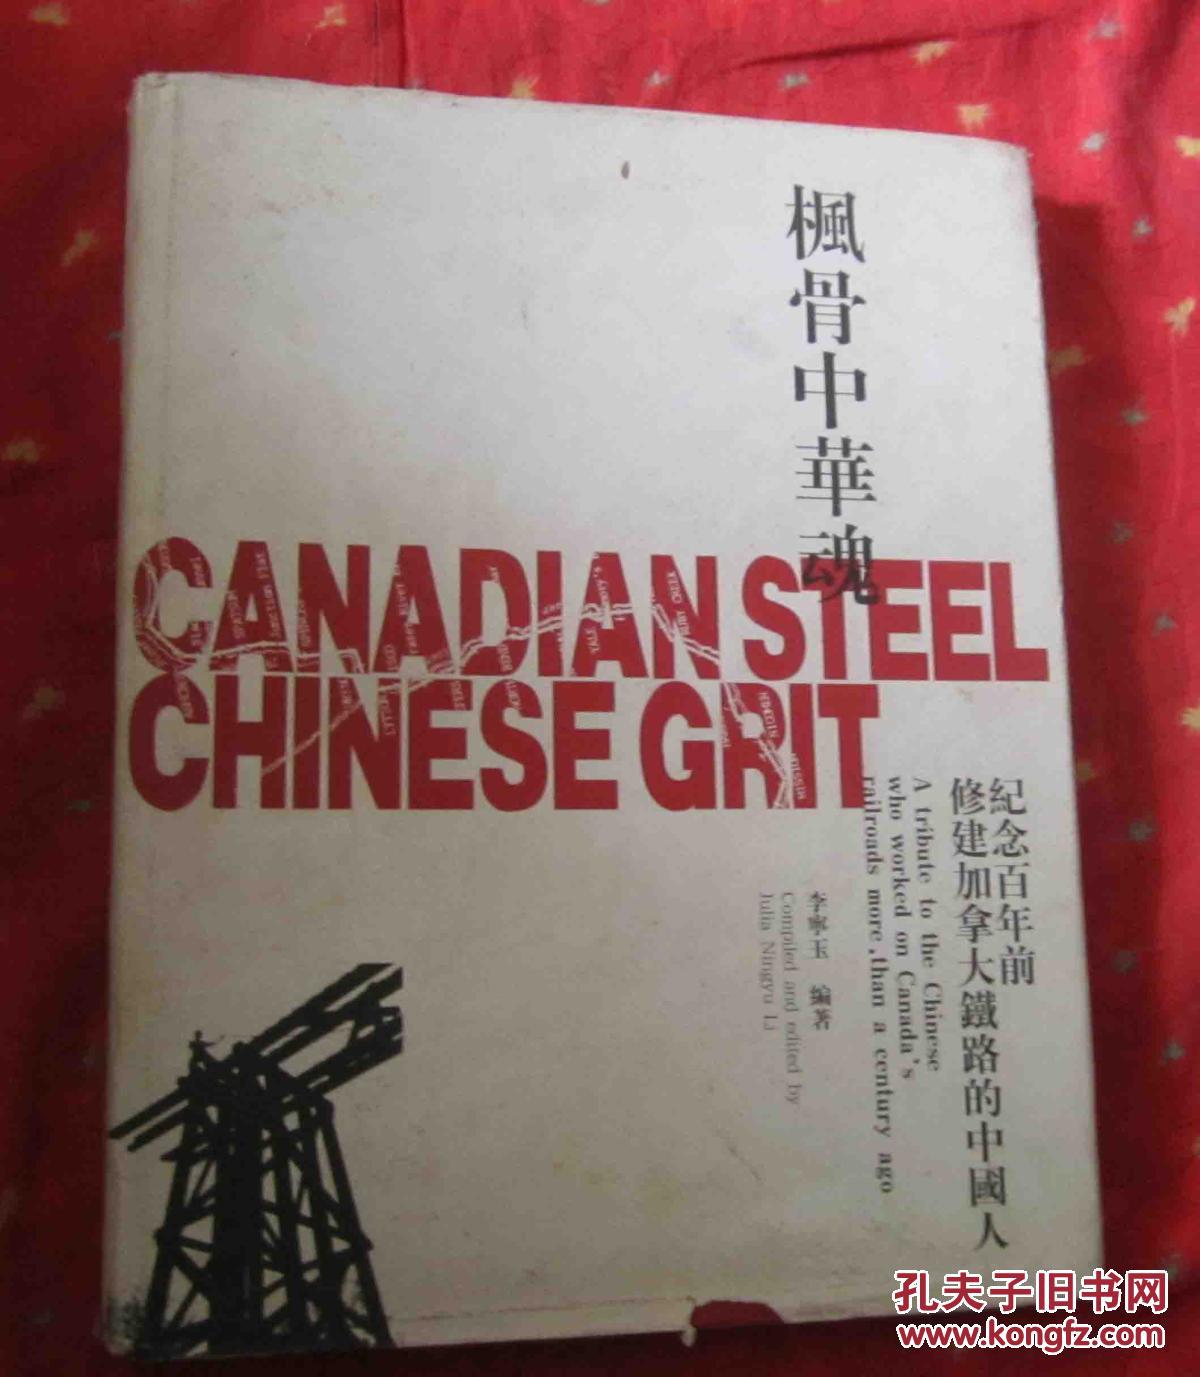 楓骨中華魂
CANADIAN STEEL
CHINESE GRIT
紀念百年前
修建加拿大鐵路的中國人
A tribute to the Chinese
who worked on Canada's
railroads more than a century ago
李寧玉 編著
Compiled and edited by
Julia Ningyu Li
孔夫子旧书网
www.kongfz.com